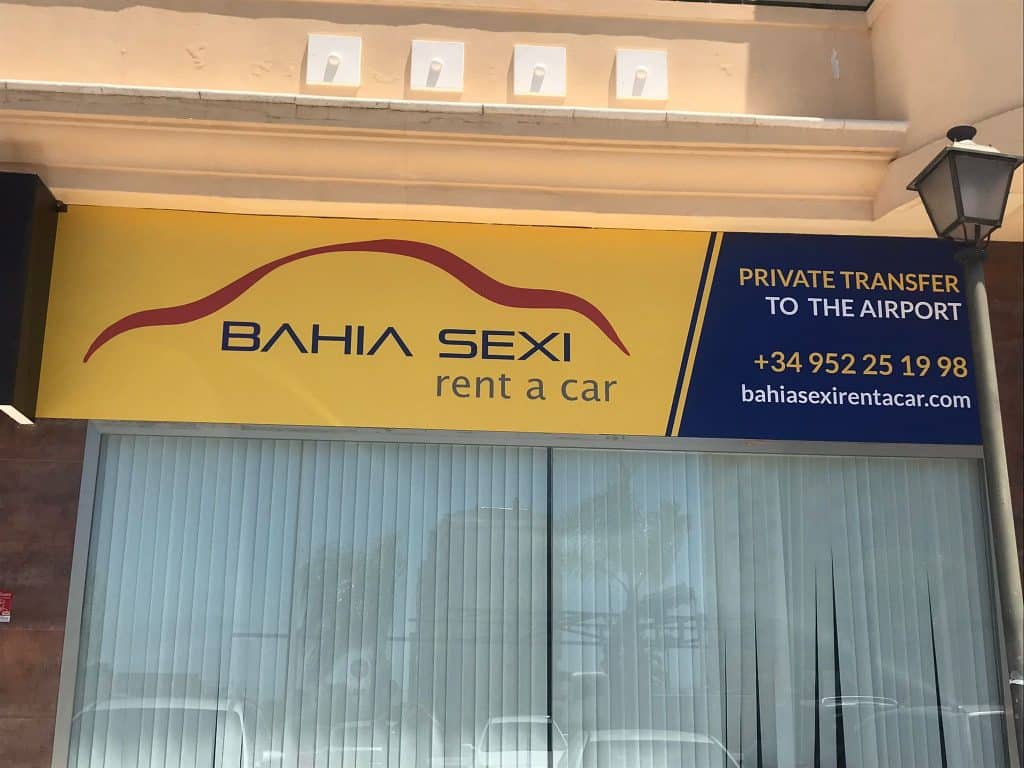 BAHIA SEXI
rent a car
PRIVATE TRANSFER
TO THE AIRPORT
+34 952 25 19 98
bahiasexirentacar.com